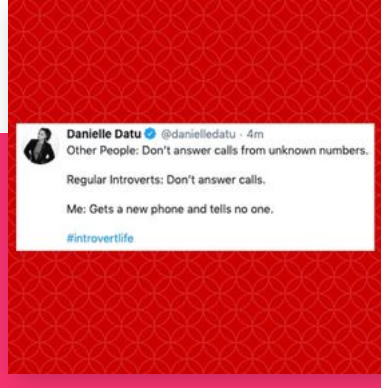 Danielle Datu @danielledatu · 4m
Other People: Don't answer calls from unknown numbers.
Regular Introverts: Don't answer calls.
Me: Gets a new phone and tells no one.
#introvertlife